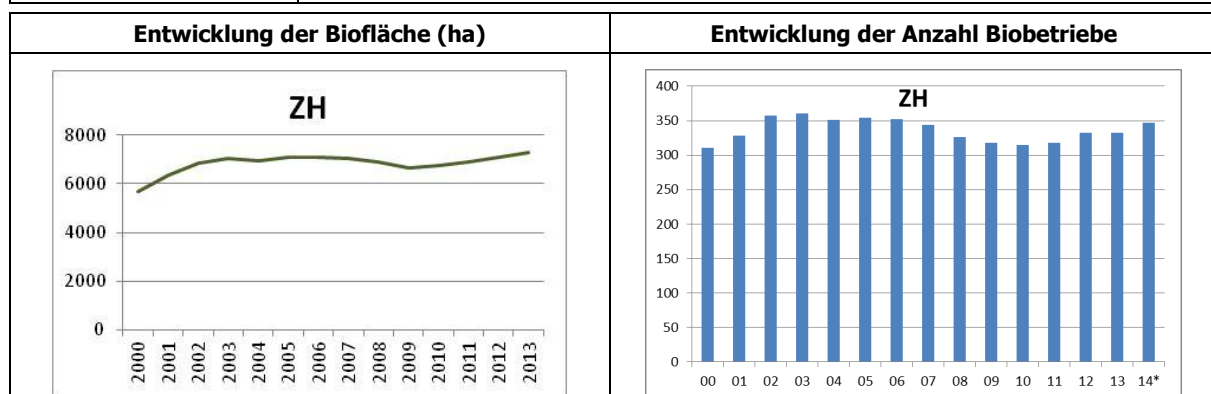 Entwicklung der Biofläche (ha)
Entwicklung der Anzahl Biobetriebe
ZH
8000
6000
4000
2000
0
2000 2001 2002 2003 2004 2005 2006 2007 2008 2009 2010 2011 2012 2013
ZH
400
350
300
250
200
150
100
50
0
00 01 02 03 04 05 06 07 08 09 10 11 12 13 14*